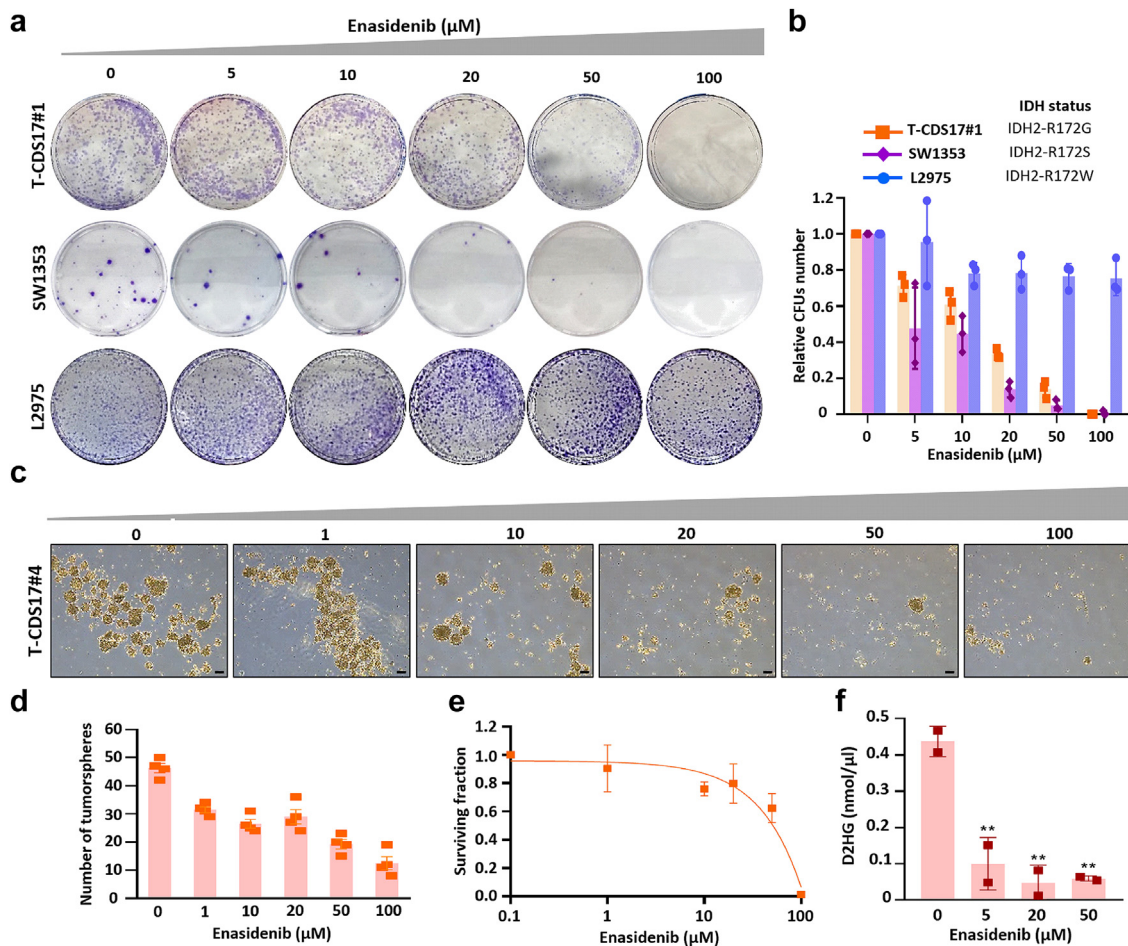 a
Enasidenib (µM)
0 5 10 20 50 100
T-CDS17#1
SW1353
L2975
b
IDH status
T-CDS17#1 IDH2-R172G
SW1353 IDH2-R172S
L2975 IDH2-R172W
Relative CFUs number
1.0
0.8
0.6
0.4
0.2
0
0 5 10 20 50 100
Enasidenib (µM)
c
0 1 10 20 50 100
T-CDS17#4
d
Number of tumorspheres
60
50
40
30
20
10
0
0 1 10 20 50 100
Enasidenib (µM)
e
Surviving fraction
1.2
1.0
0.8
0.6
0.4
0.2
0.0
0.1 1 10 100
Enasidenib (µM)
f
D2HG (nmol/µl)
0.5
0.4
0.3
0.2
0.1
0
** ** **
0 5 20 50
Enasidenib (µM)